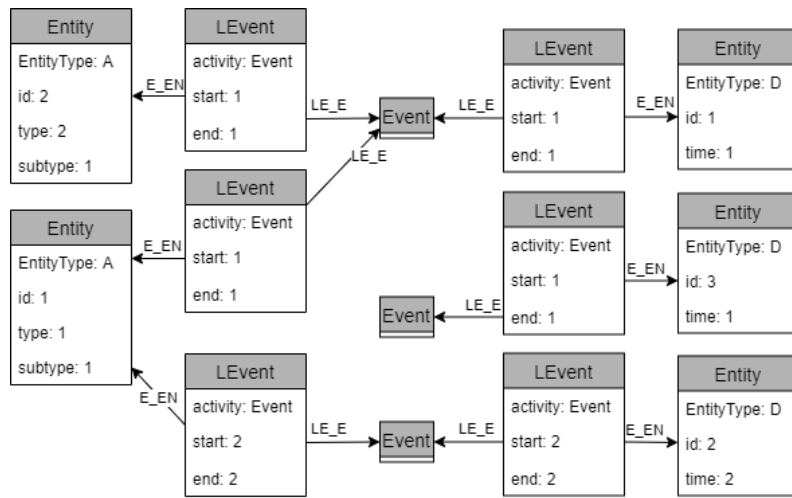 Entity
EntityType: A
id: 2
type: 2
subtype: 1
E_EN
LEvent
activity: Event
start: 1
end: 1
LE_E
Event
LE_E
LEvent
activity: Event
start: 1
end: 1
E_EN
Entity
EntityType: D
id: 1
time: 1
Entity
EntityType: A
id: 1
type: 1
subtype: 1
E_EN
LEvent
activity: Event
start: 1
end: 1
LE_E
Event
LE_E
LEvent
activity: Event
start: 1
end: 1
E_EN
Entity
EntityType: D
id: 3
time: 1
E_EN
LEvent
activity: Event
start: 2
end: 2
LE_E
Event
LE_E
LEvent
activity: Event
start: 2
end: 2
E_EN
Entity
EntityType: D
id: 2
time: 2